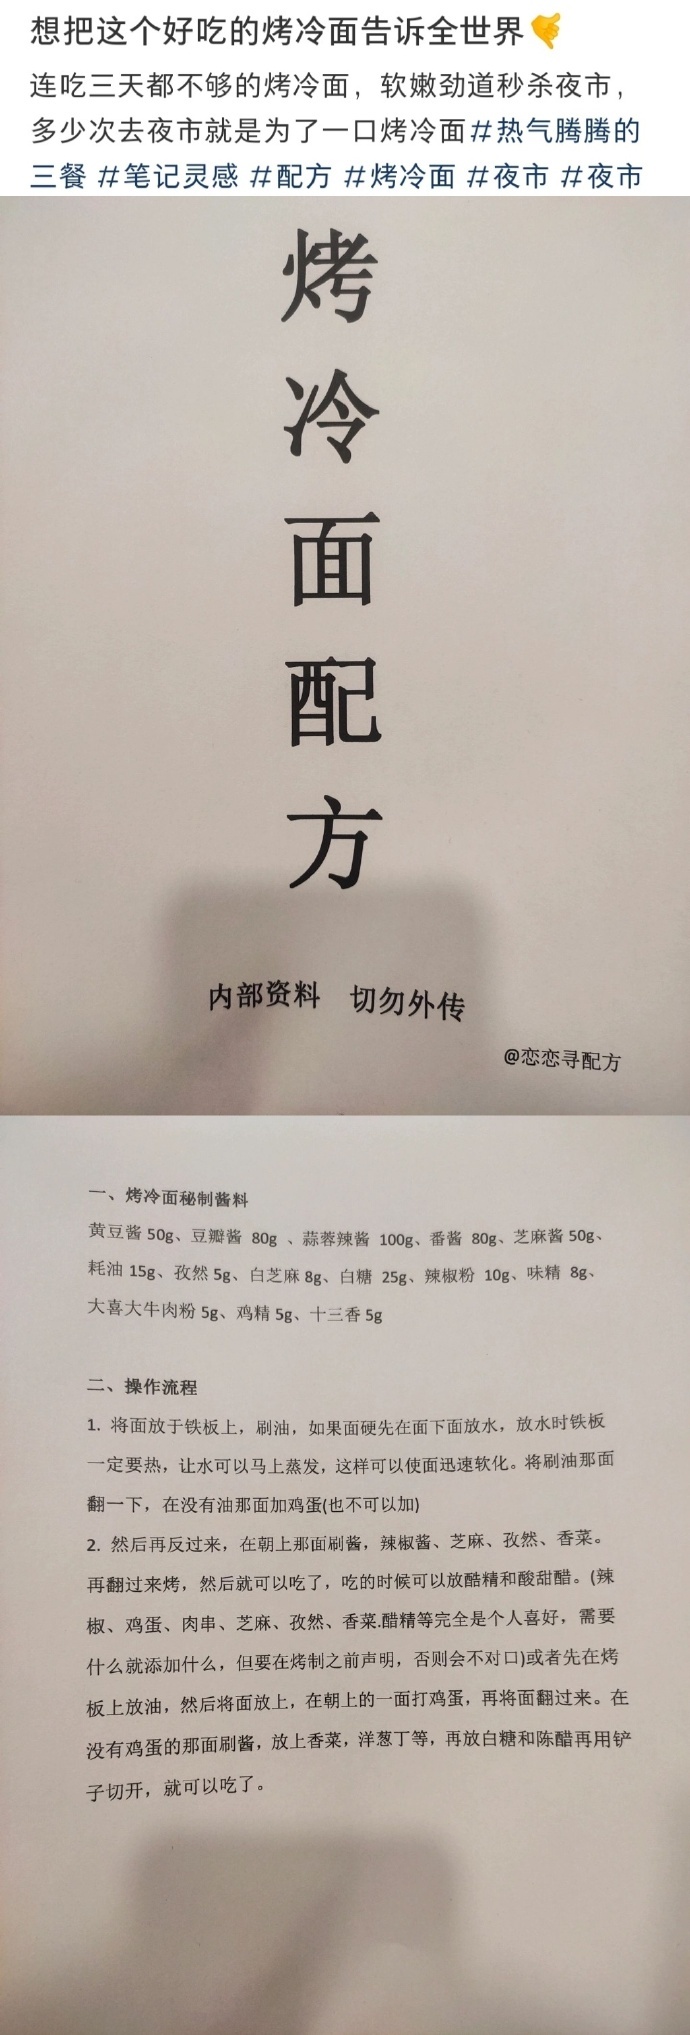 想把这个好吃的烤冷面告诉全世界🤙
连吃三天都不够的烤冷面，软嫩劲道秒杀夜市，
多少次去夜市就是为了一口烤冷面#热气腾腾的
三餐 #笔记灵感 #配方 #烤冷面 #夜市 #夜市
烤
冷
面
配
方
内部资料 切勿外传
@恋恋寻配方
一、烤冷面秘制酱料
黄豆酱 50g、豆瓣酱 80g 、蒜蓉辣酱 100g、番酱 80g、芝麻酱 50g、
耗油 15g、孜然 5g、白芝麻 8g、白糖 25g、辣椒粉 10g、味精 8g、
大喜大牛肉粉 5g、鸡精 5g、十三香 5g
二、操作流程
1. 将面放于铁板上，刷油，如果面硬先在面下面放水，放水时铁板
一定要热，让水可以马上蒸发，这样可以使面迅速软化。将刷油那面
翻一下，在没有油那面加鸡蛋(也不可以加)
2. 然后再反过来，在朝上那面刷酱，辣椒酱、芝麻、孜然、香菜。
再翻过来烤，然后就可以吃了，吃的时候可以放醋精和酸甜醋。(辣
椒、鸡蛋、肉串、芝麻、孜然、香菜.醋精等完全是个人喜好，需要
什么就添加什么，但要在烤制之前声明，否则会不对口)或者先在烤
板上放油，然后将面放上，在朝上的一面打鸡蛋，再将面翻过来。在
没有鸡蛋的那面刷酱，放上香菜，洋葱丁等，再放白糖和陈醋再用铲
子切开，就可以吃了。